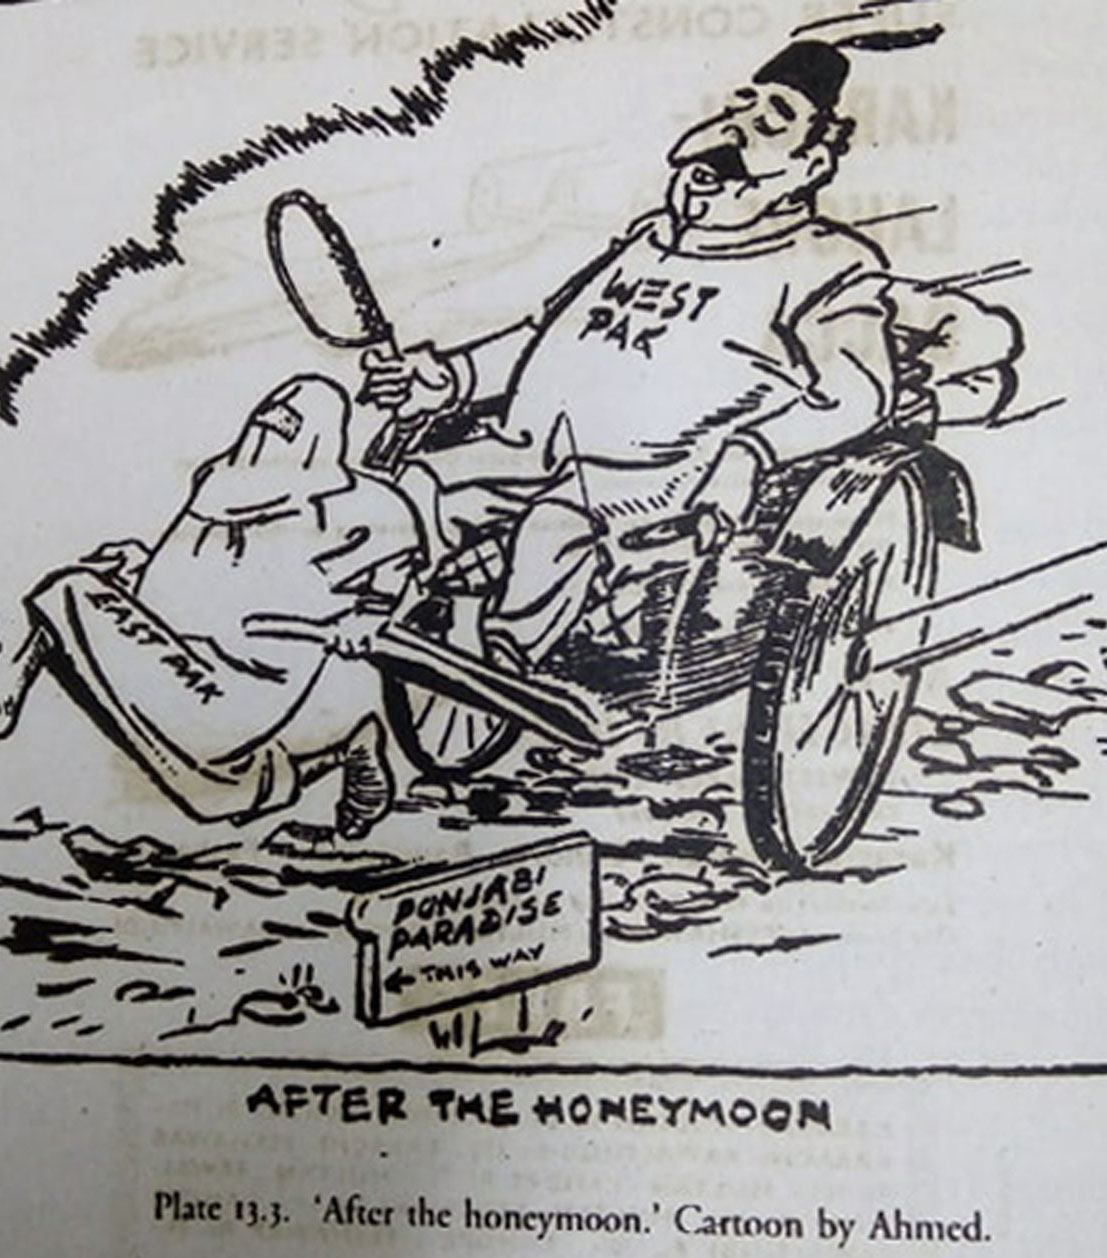 WEST
PAK
EAST PAK
PUNJABI
PARADISE
← THIS WAY
AFTER THE HONEYMOON
Plate 13.3. 'After the honeymoon.' Cartoon by Ahmed.